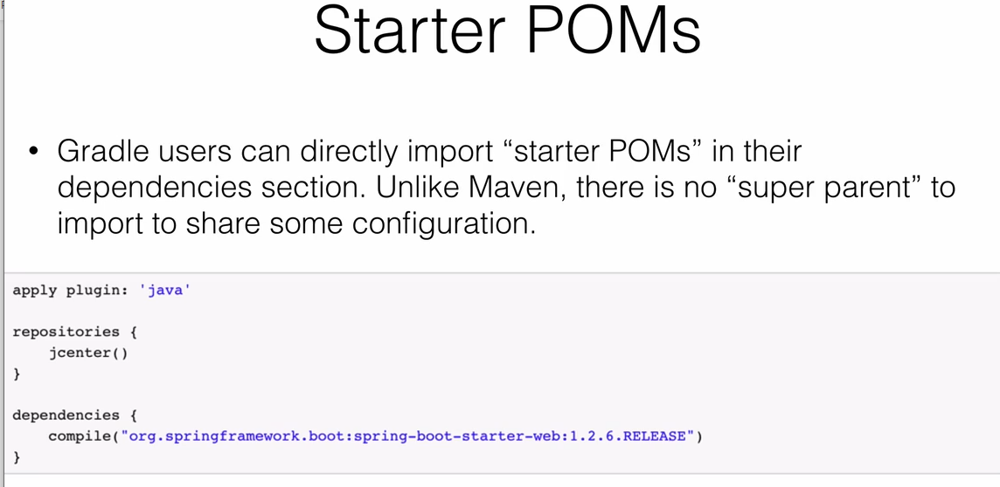 Starter POMs
• Gradle users can directly import “starter POMs” in their
dependencies section. Unlike Maven, there is no “super parent” to
import to share some configuration.
apply plugin: 'java'
repositories {
    jcenter()
}
dependencies {
    compile("org.springframework.boot:spring-boot-starter-web:1.2.6.RELEASE")
}